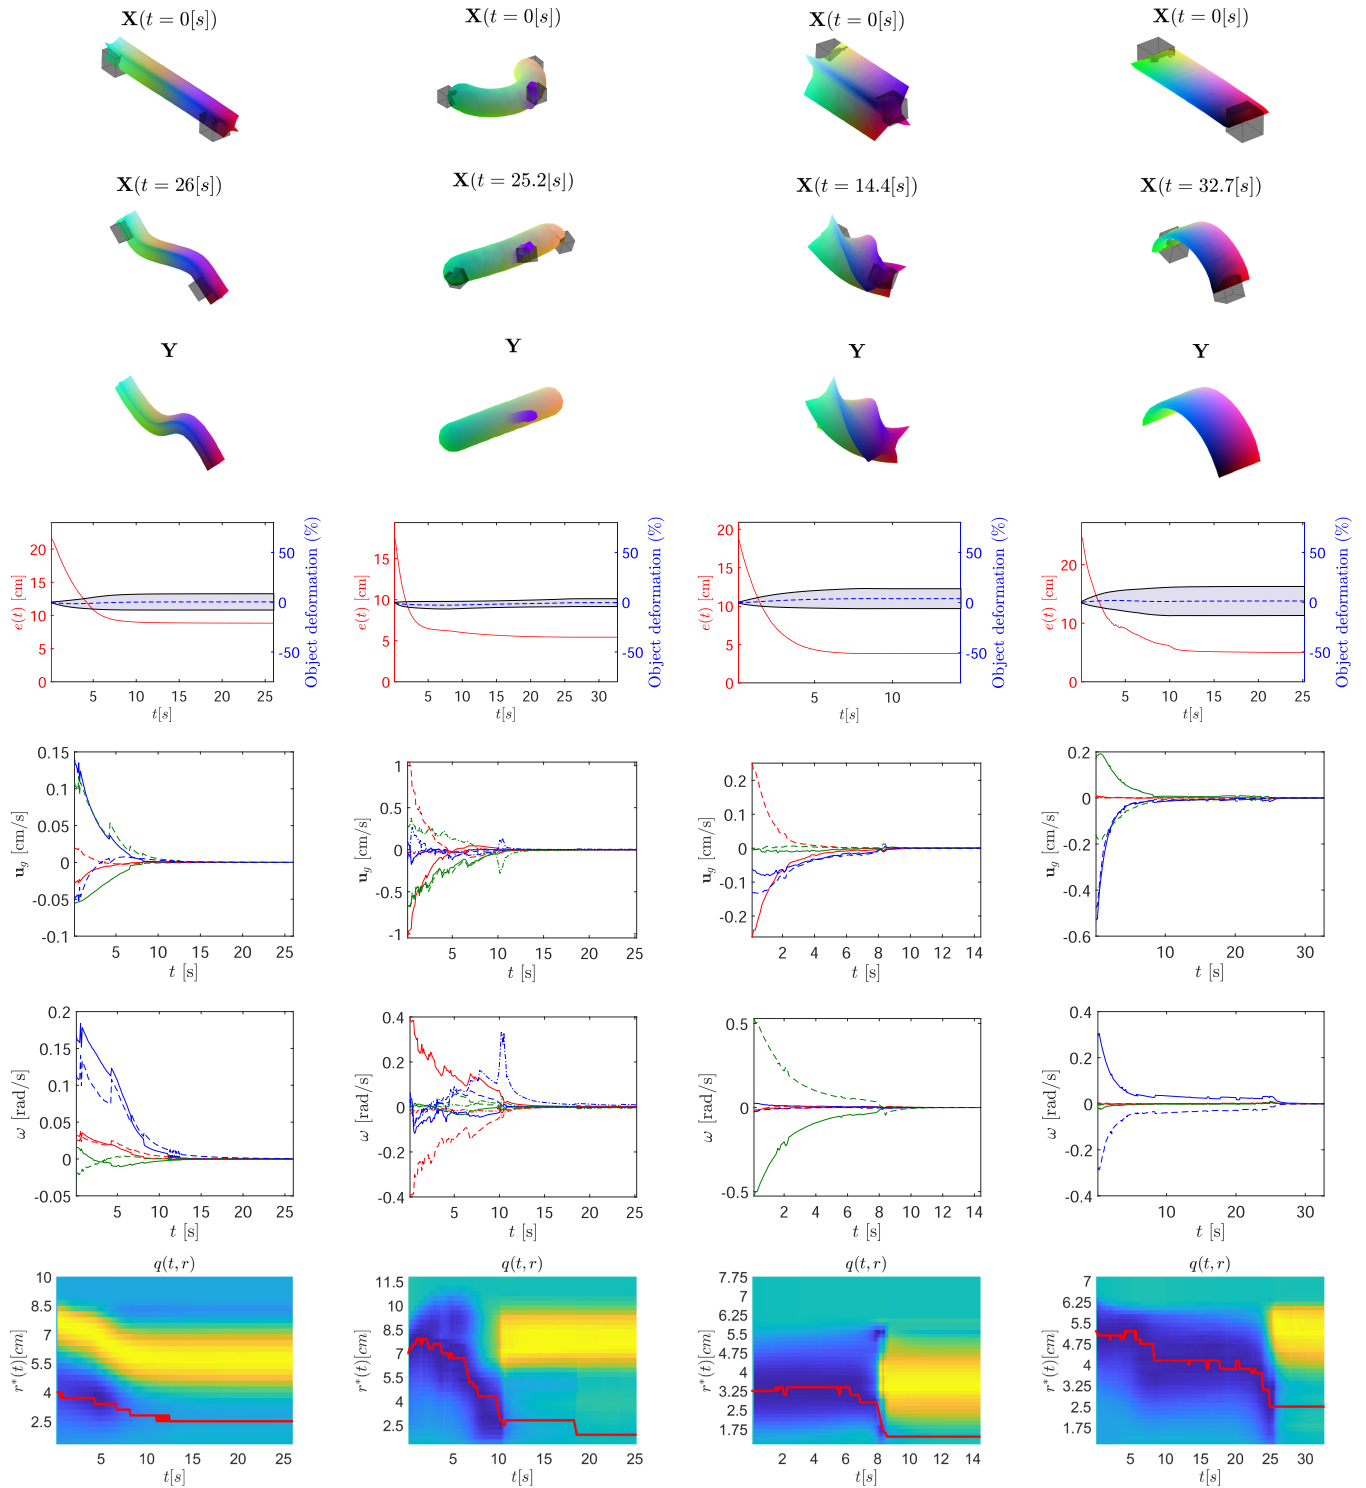 X(t = 0[s]) X(t = 0[s]) X(t = 0[s]) X(t = 0[s])
X(t = 26[s]) X(t = 25.2[s]) X(t = 14.4[s]) X(t = 32.7[s])
Y Y Y Y
e(t) [cm]
20
15
10
5
0
50
0
-50
Object deformation (%)
5 10 15 20 25
t[s]
e(t) [cm]
15
10
5
0
50
0
-50
Object deformation (%)
5 10 15 20 25 30
t[s]
e(t) [cm]
15
10
5
0
50
0
-50
Object deformation (%)
5 10
t[s]
e(t) [cm]
20
10
0
50
0
-50
Object deformation (%)
5 10 15 20 25
t[s]
u_g [cm/s]
0.15
0.1
0.05
0
-0.05
-0.1
5 10 15 20 25
t [s]
u_g [cm/s]
1
0.5
0
-0.5
-1
5 10 15 20 25
t [s]
u_g [cm/s]
0.2
0.1
0
-0.1
-0.2
2 4 6 8 10 12 14
t [s]
u_g [cm/s]
0.2
0
-0.2
-0.4
-0.6
10 20 30
t [s]
ω [rad/s]
0.2
0.15
0.1
0.05
0
-0.05
5 10 15 20 25
t [s]
ω [rad/s]
0.4
0.2
0
-0.2
-0.4
5 10 15 20 25
t [s]
ω [rad/s]
0.5
0
-0.5
2 4 6 8 10 12 14
t [s]
ω [rad/s]
0.4
0.2
0
-0.2
-0.4
10 20 30
t [s]
q(t, r)
r*(t)[cm]
10
8.5
7
5.5
4
2.5
5 10 15 20 25
t[s]
q(t, r)
r*(t)[cm]
11.5
10
8.5
7
5.5
4
2.5
5 10 15 20 25
t[s]
q(t, r)
r*(t)[cm]
7.75
7
6.25
5.5
4.75
4
3.25
2.5
1.75
2 4 6 8 10 12 14
t[s]
q(t, r)
r*(t)[cm]
7
6.25
5.5
4.75
4
3.25
2.5
1.75
5 10 15 20 25 30
t[s]